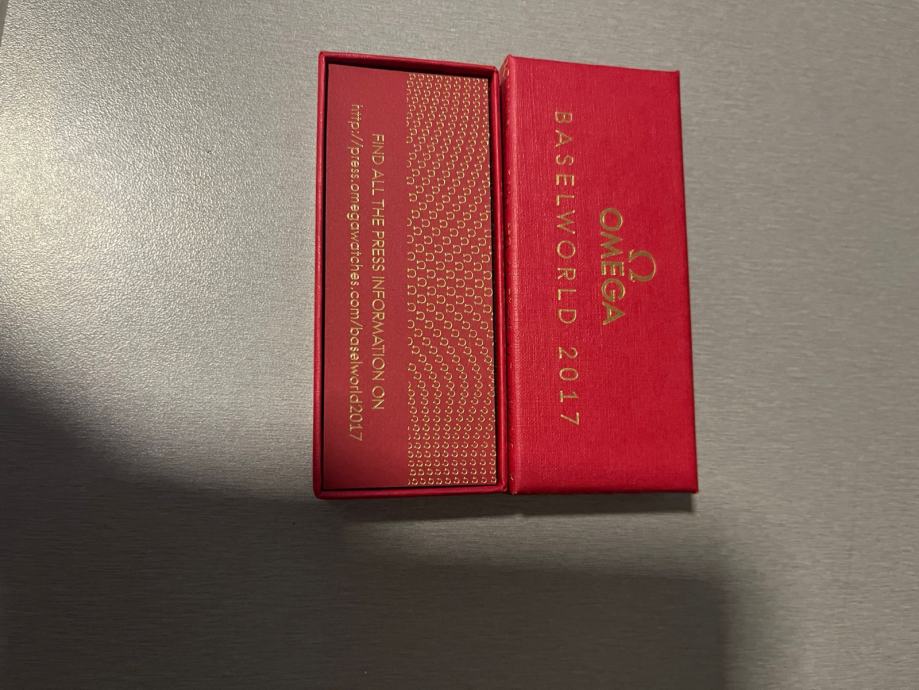 Ω
OMEGA
BASELWORLD 2017
FIND ALL THE PRESS INFORMATION ON
http://press.omegawatches.com/baselworld2017